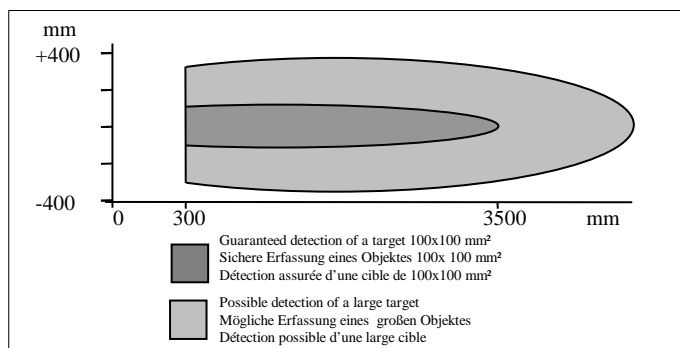 mm
+400
-400
0 300 3500 mm
Guaranteed detection of a target 100x100 mm²
Sichere Erfassung eines Objektes 100x 100 mm²
Détection assurée d'une cible de 100x100 mm²
Possible detection of a large target
Mögliche Erfassung eines großen Objektes
Détection possible d'une large cible